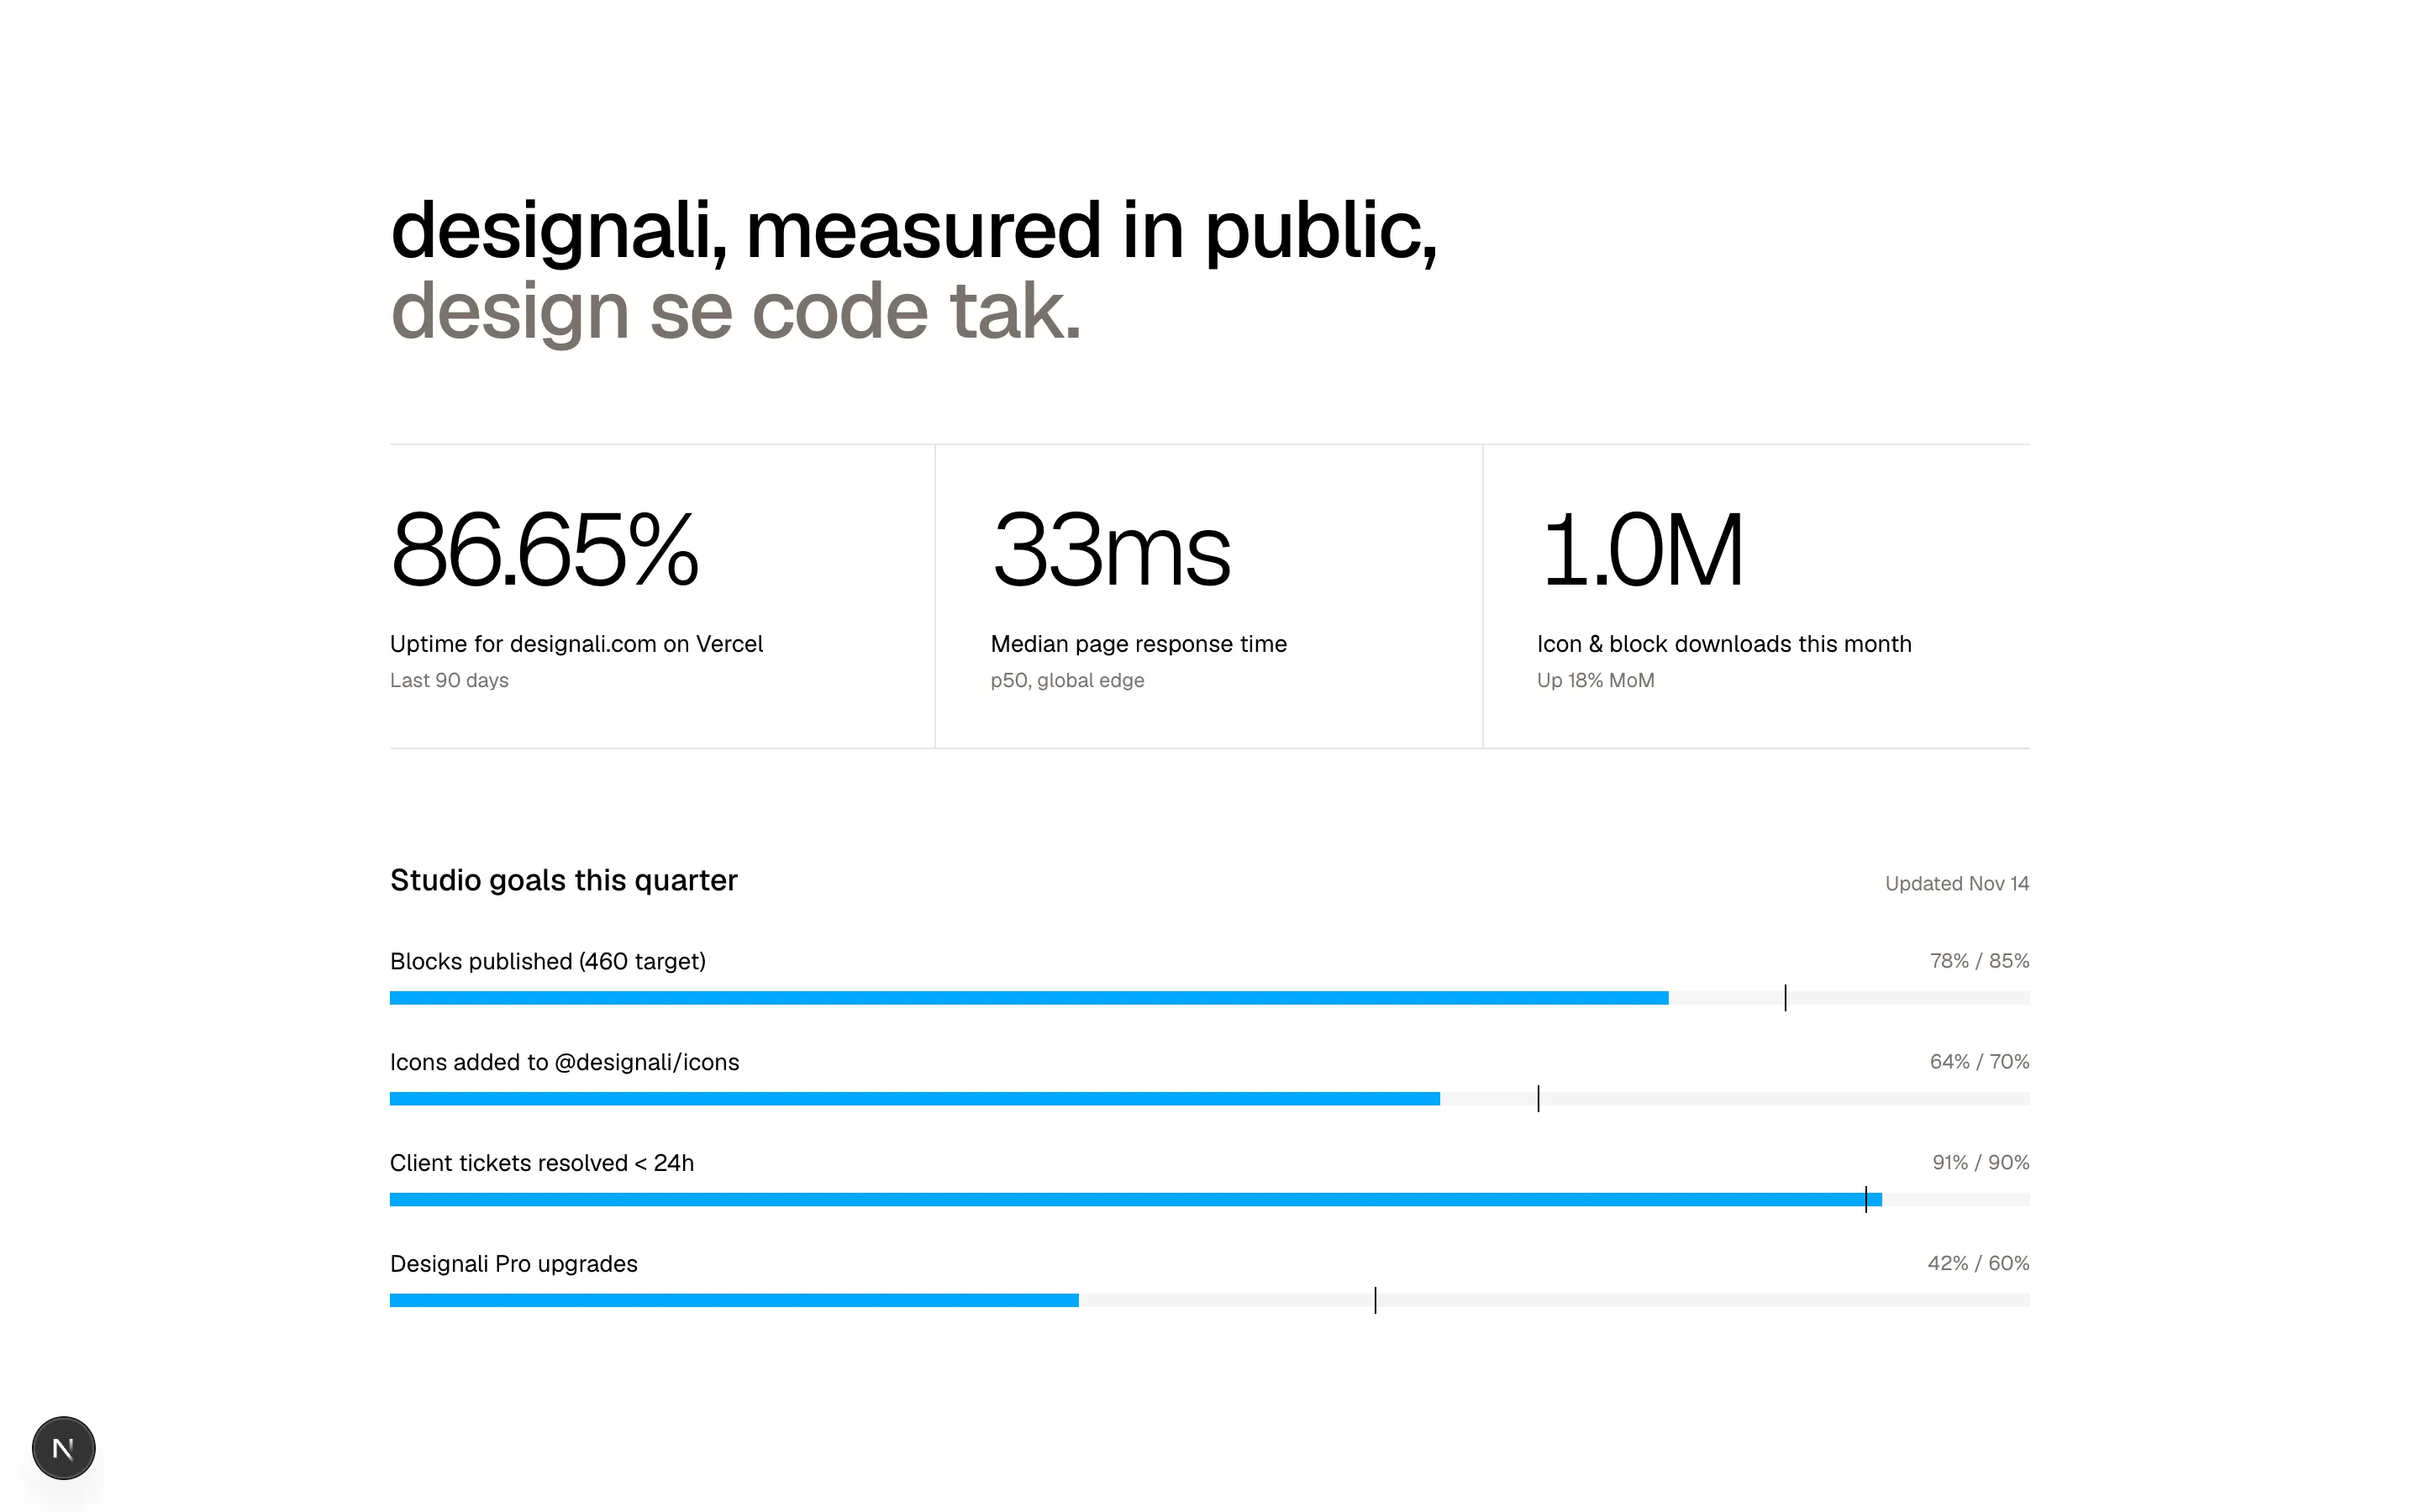 designali, measured in public,
design se code tak.
86.65%
Uptime for designali.com on Vercel
Last 90 days
33ms
Median page response time
p50, global edge
1.0M
Icon & block downloads this month
Up 18% MoM
Studio goals this quarter
Updated Nov 14
Blocks published (460 target)
78% / 85%
Icons added to @designali/icons
64% / 70%
Client tickets resolved < 24h
91% / 90%
Designali Pro upgrades
42% / 60%
N